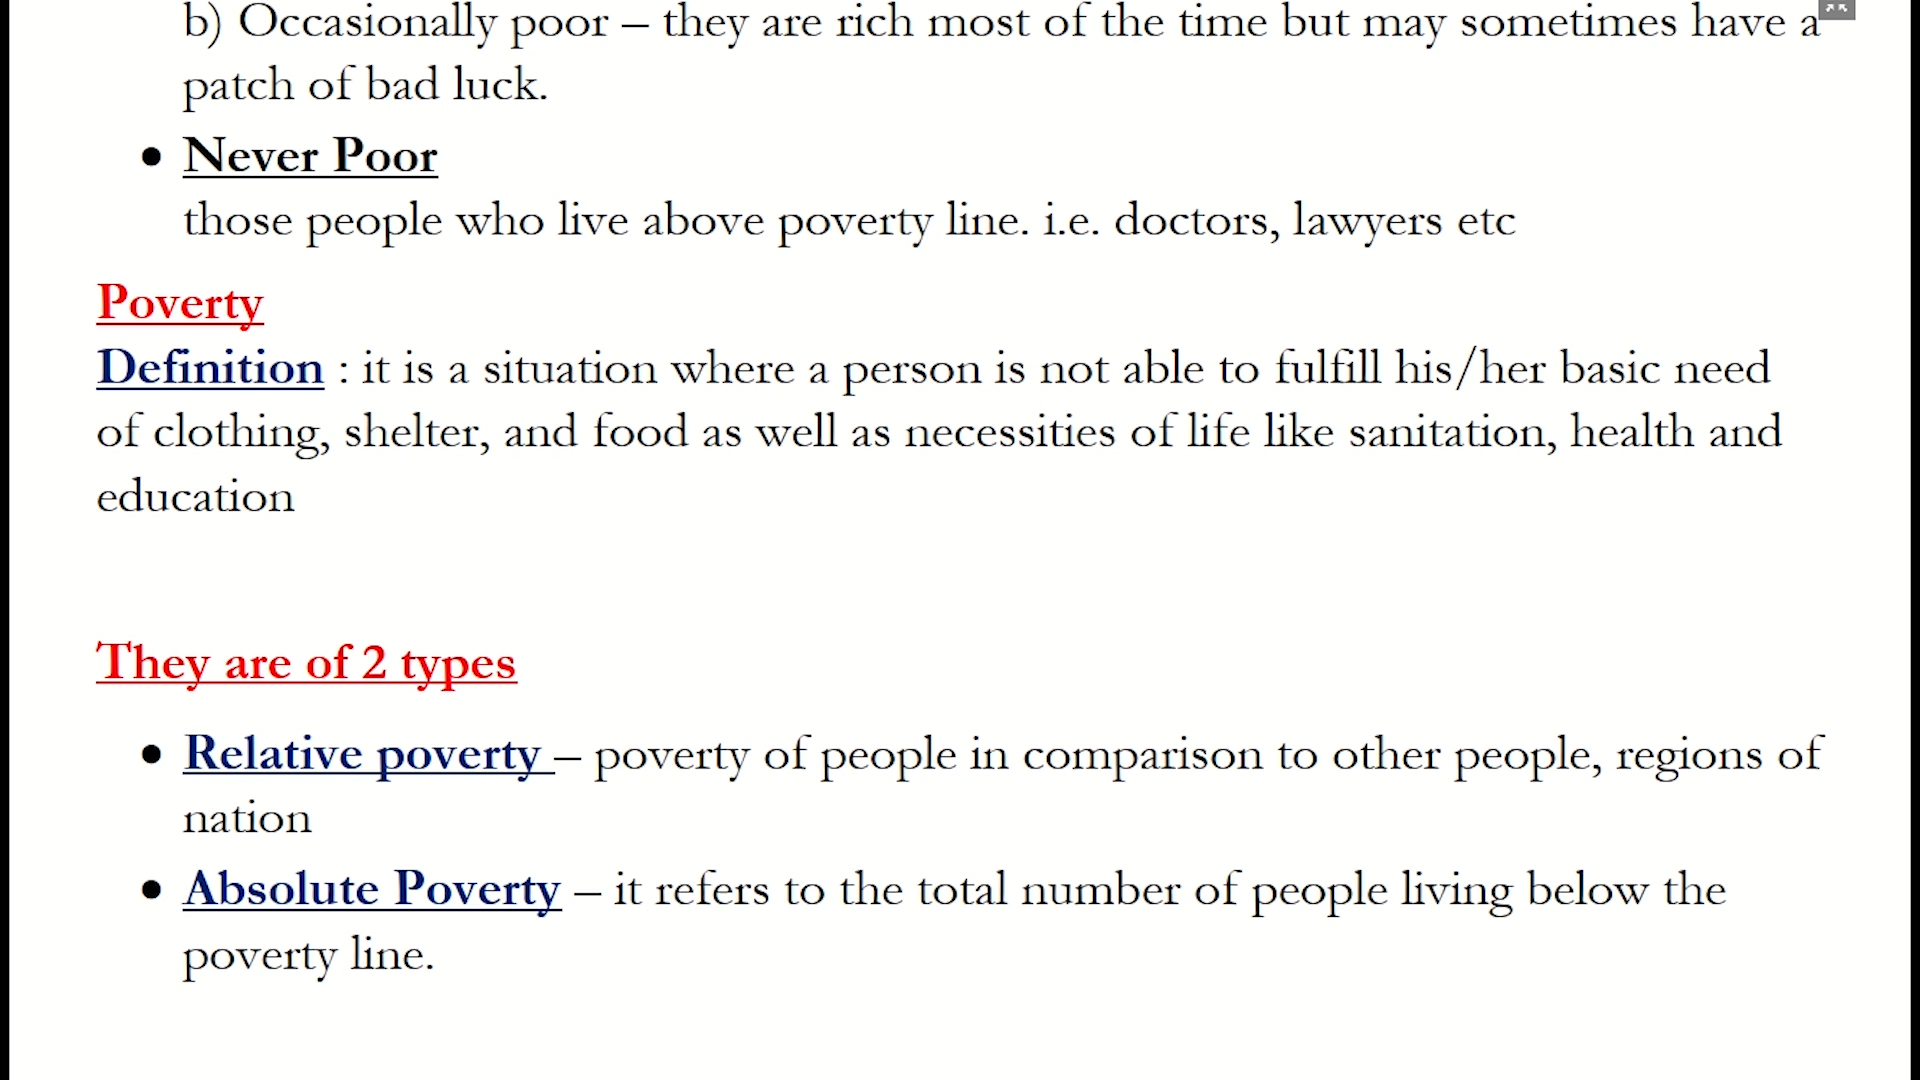 b) Occasionally poor – they are rich most of the time but may sometimes have a
patch of bad luck.
• Never Poor
those people who live above poverty line. i.e. doctors, lawyers etc
Poverty
Definition : it is a situation where a person is not able to fulfill his/her basic need
of clothing, shelter, and food as well as necessities of life like sanitation, health and
education
They are of 2 types
• Relative poverty – poverty of people in comparison to other people, regions of
nation
• Absolute Poverty – it refers to the total number of people living below the
poverty line.